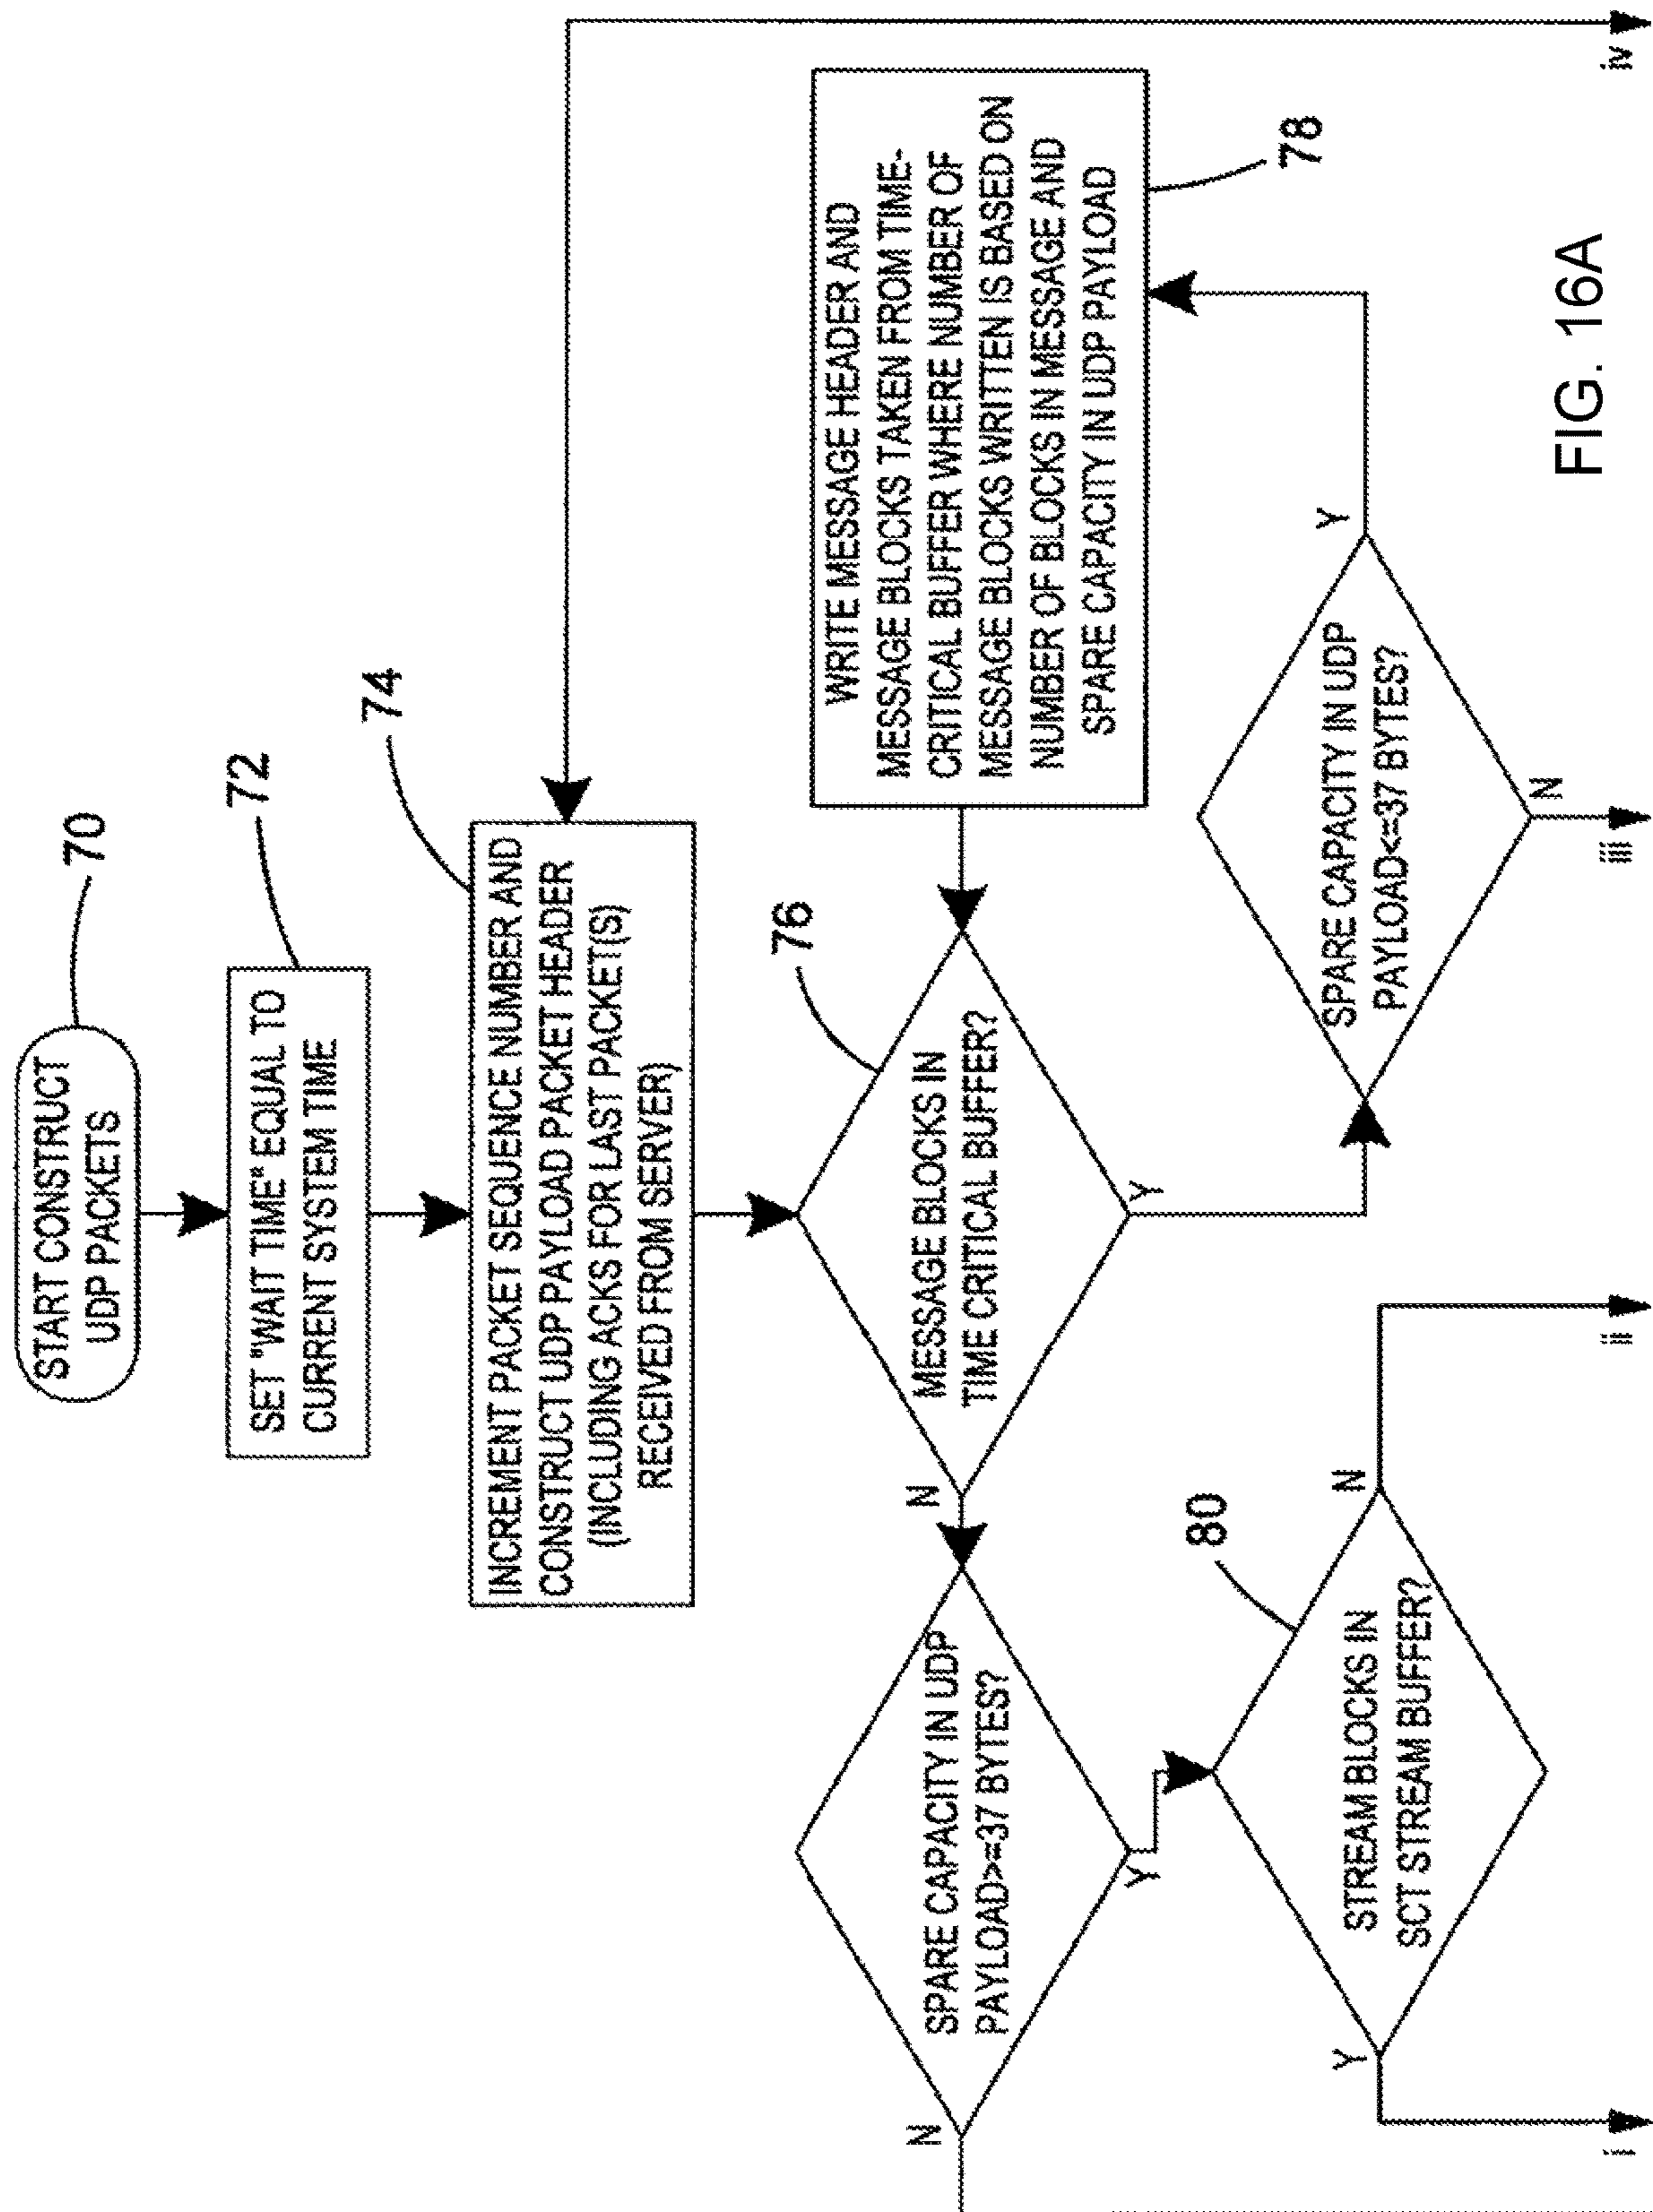 START CONSTRUCT
UDP PACKETS
70
SET "WAIT TIME" EQUAL TO
CURRENT SYSTEM TIME
72
INCREMENT PACKET SEQUENCE NUMBER AND
CONSTRUCT UDP PAYLOAD PACKET HEADER
(INCLUDING ACKS FOR LAST PACKET(S)
RECEIVED FROM SERVER)
74
MESSAGE BLOCKS IN
TIME CRITICAL BUFFER?
76
N
Y
WRITE MESSAGE HEADER AND
MESSAGE BLOCKS TAKEN FROM TIME-
CRITICAL BUFFER WHERE NUMBER OF
MESSAGE BLOCKS WRITTEN IS BASED ON
NUMBER OF BLOCKS IN MESSAGE AND
SPARE CAPACITY IN UDP PAYLOAD
78
SPARE CAPACITY IN UDP
PAYLOAD>=37 BYTES?
N
Y
SPARE CAPACITY IN UDP
PAYLOAD<=37 BYTES?
Y
N
STREAM BLOCKS IN
SCT STREAM BUFFER?
80
Y
N
i
ii
iii
iv
FIG. 16A